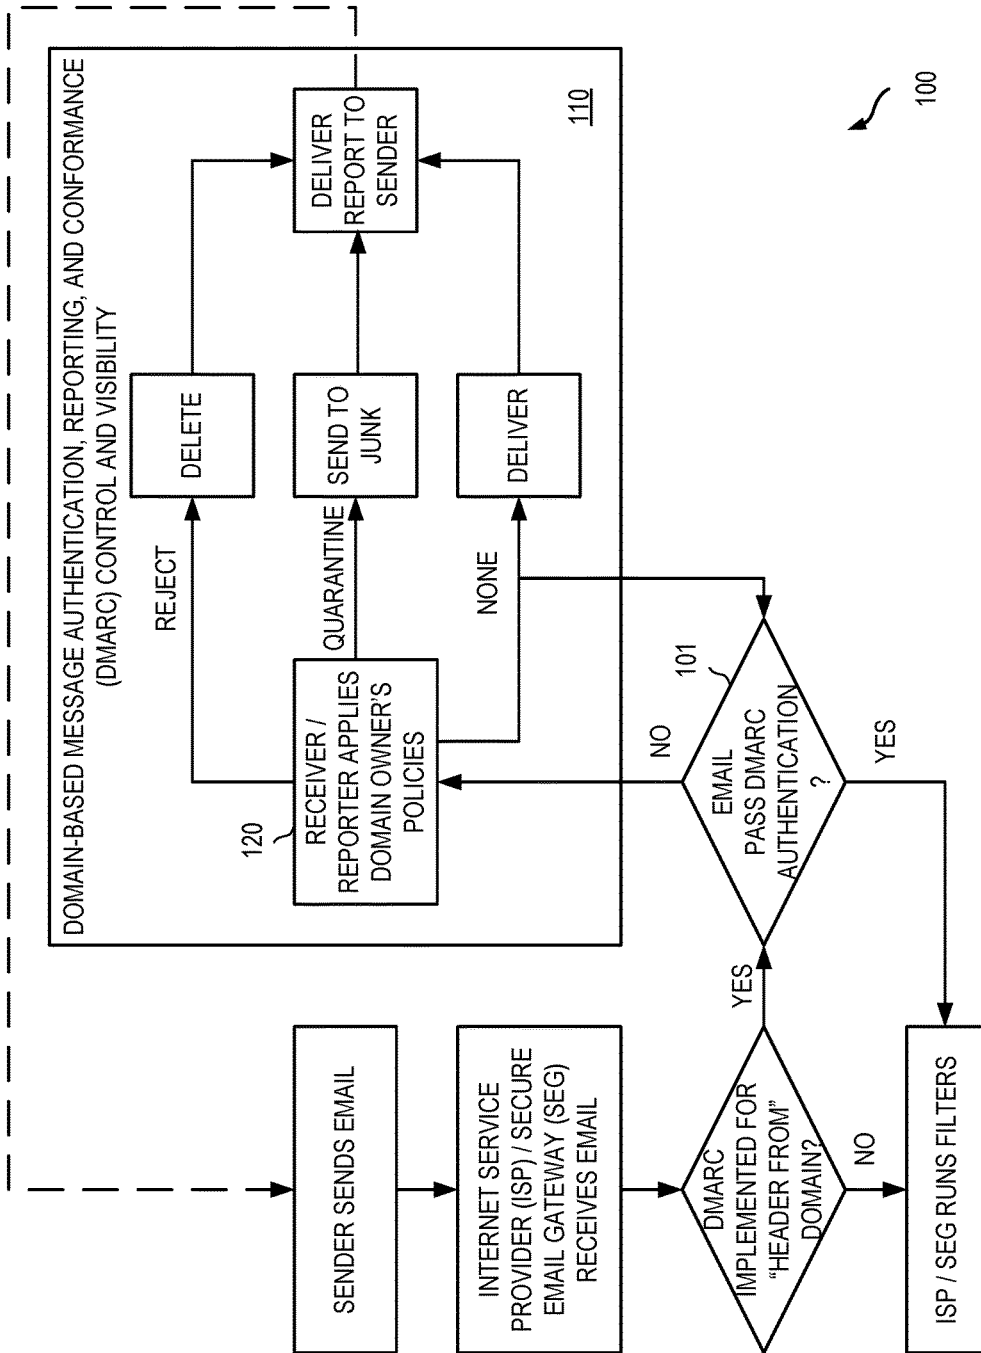 DOMAIN-BASED MESSAGE AUTHENTICATION, REPORTING, AND CONFORMANCE
(DMARC) CONTROL AND VISIBILITY
SENDER SENDS EMAIL
INTERNET SERVICE
PROVIDER (ISP) / SECURE
EMAIL GATEWAY (SEG)
RECEIVES EMAIL
DMARC
IMPLEMENTED FOR
“HEADER FROM”
DOMAIN?
NO
YES
ISP / SEG RUNS FILTERS
120
RECEIVER /
REPORTER APPLIES
DOMAIN OWNER'S
POLICIES
REJECT
QUARANTINE
NONE
DELETE
SEND TO
JUNK
DELIVER
DELIVER
REPORT TO
SENDER
110
NO
101
EMAIL
PASS DMARC
AUTHENTICATION
?
YES
100